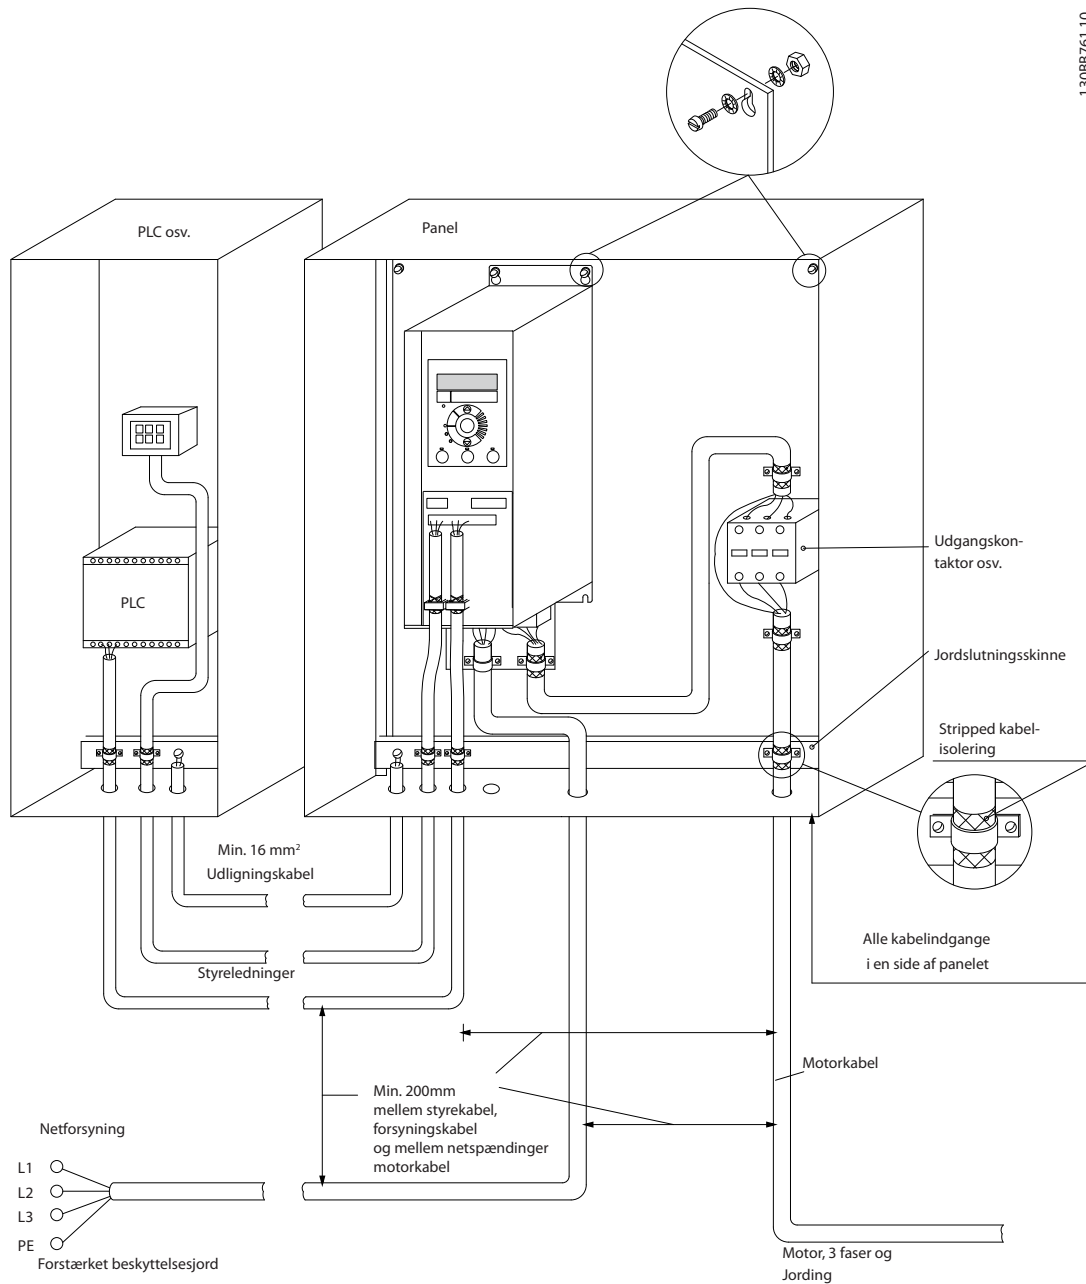 130BB761.10
PLC osv.
Panel
PLC
Udgangskon-
taktor osv.
Jordslutningsskinne
Stripped kabel-
isolering
Min. 16 mm²
Udligningskabel
Alle kabelindgange
i en side af panelet
Styreledninger
Motorkabel
Min. 200mm
mellem styrekabel,
forsyningskabel
og mellem netspændinger
motorkabel
Netforsyning
L1
L2
L3
PE
Forstærket beskyttelsesjord
Motor, 3 faser og
Jording